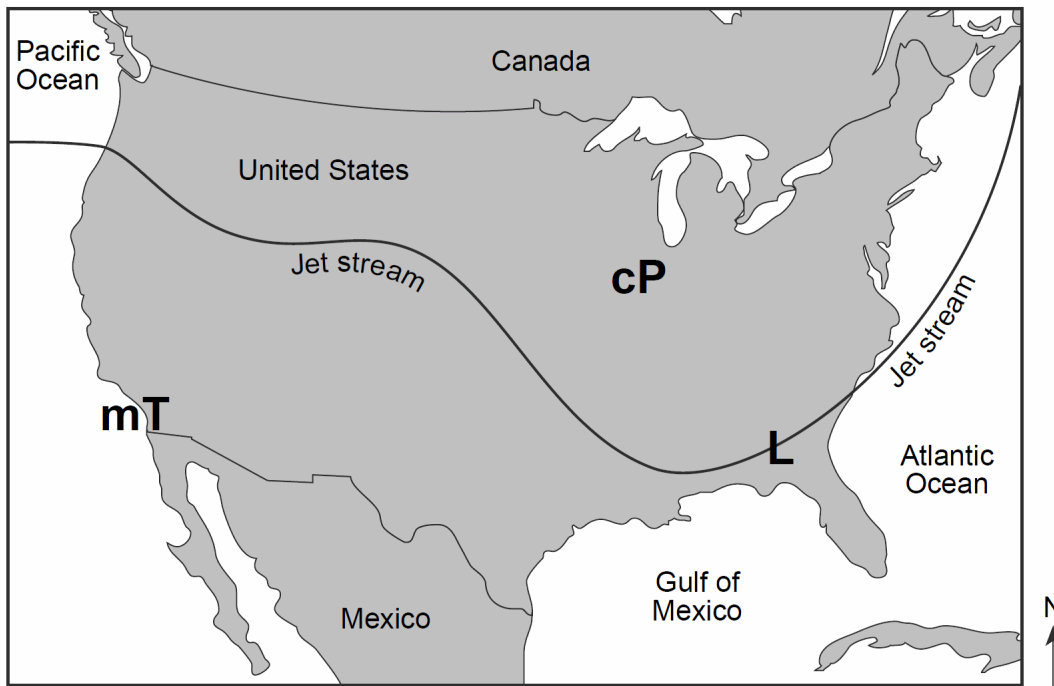 Pacific
Ocean
Canada
United States
Jet stream
cP
Jet stream
mT
L
Atlantic
Ocean
Gulf of
Mexico
Mexico
N